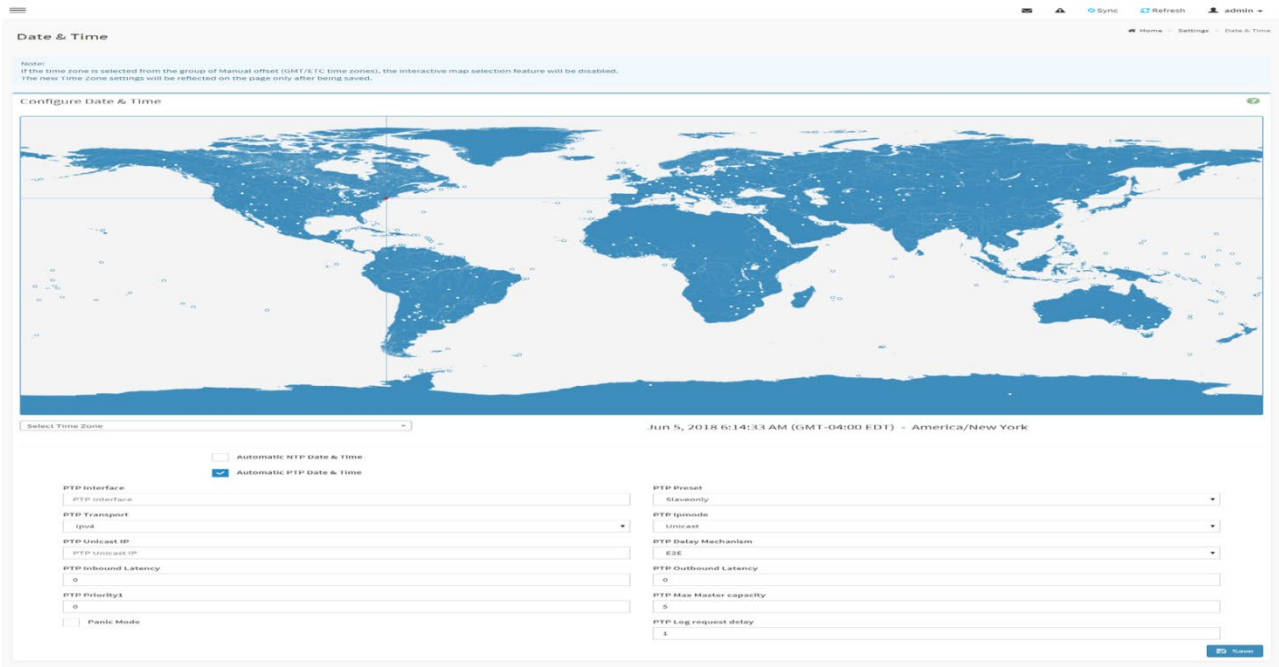 Sync Refresh admin
Date & Time
Home - Settings - Date & Time
Note:
If the time zone is selected from the group of Manual offset (GMT/ETC time zones), the interactive map selection feature will be disabled.
The new Time Zone settings will be reflected on the page only after being saved.
Configure Date & Time
Select Time Zone
Jun 5, 2018 6:14:33 AM (GMT-04:00 EDT) - America/New York
Automatic NTP Date & Time
Automatic PTP Date & Time
PTP Interface
PTP Interface
PTP Preset
Slaveonly
PTP Transport
Ipv4
PTP Ipmode
Unicast
PTP Unicast IP
PTP Unicast IP
PTP Delay Mechanism
E2E
PTP Inbound Latency
0
PTP Outbound Latency
0
PTP Priority1
0
PTP Max Master capacity
5
Panic Mode
PTP Log request delay
1
Save